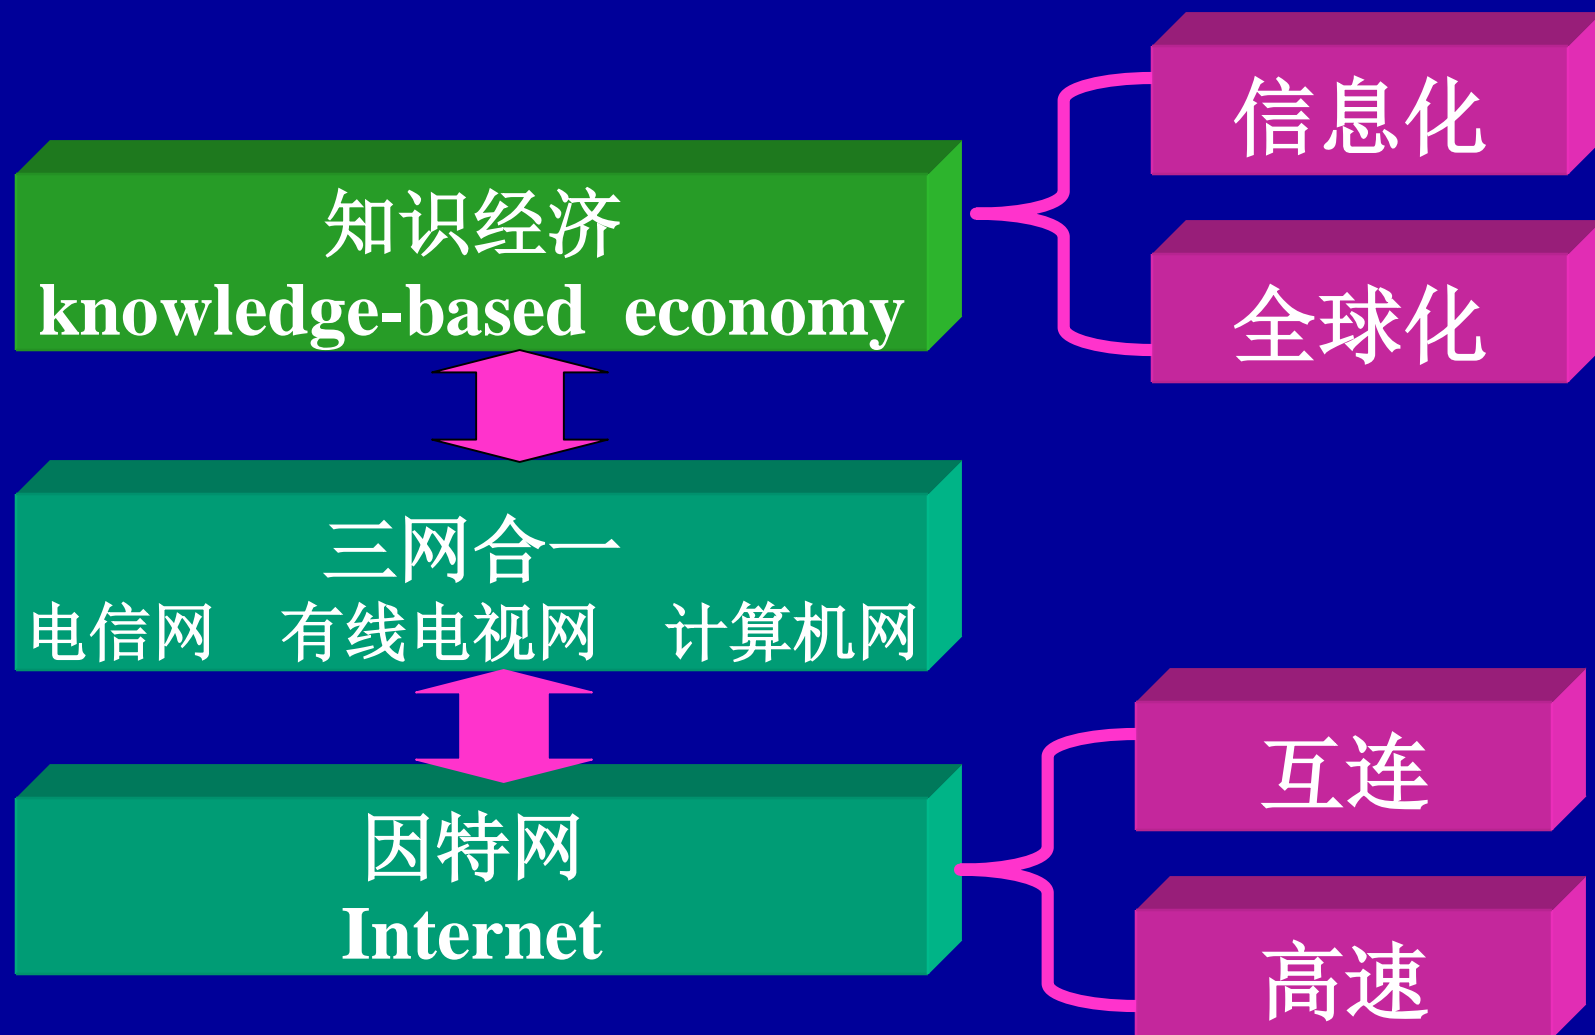 信息化
知识经济
knowledge-based economy
全球化
三网合一
电信网 有线电视网 计算机网
互连
因特网
Internet
高速